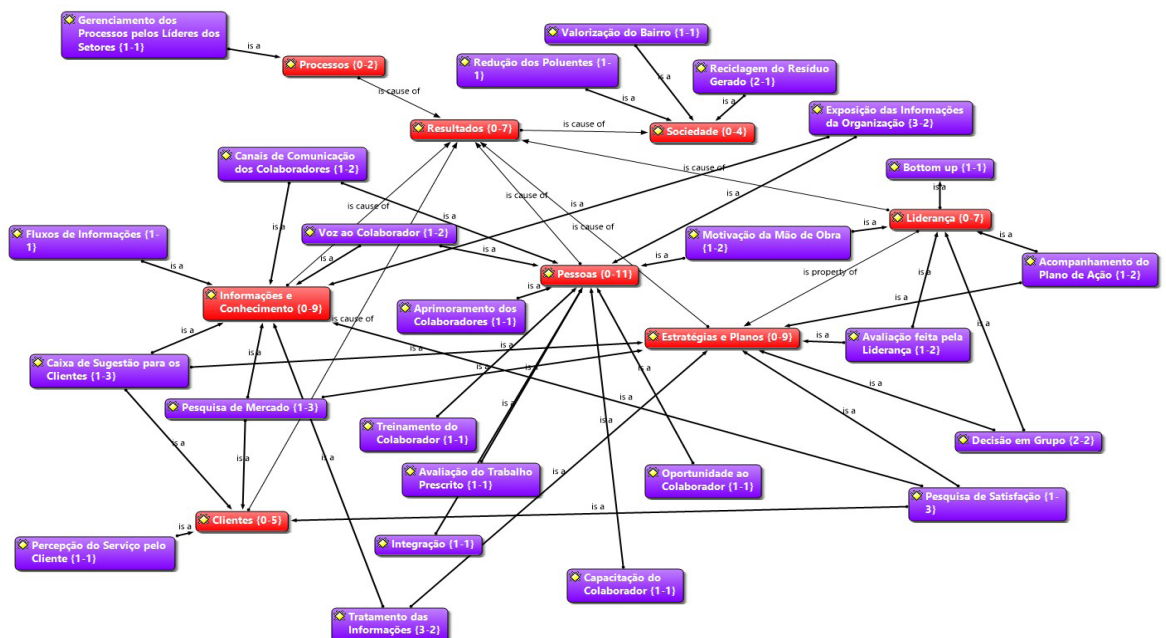 Gerenciamento dos
Processos pelos Líderes dos
Setores {1-1}
is a
Processos {0-2}
is cause of
Valorização do Bairro {1-1}
Redução dos Poluentes {1-
1}
is a
Reciclagem do Resíduo
Gerado {2-1}
is a
is a
Exposição das Informações
da Organização {3-2}
Resultados {0-7}
is cause of
Sociedade {0-4}
Canais de Comunicação
dos Colaboradores {1-2}
is cause of
Bottom up {1-1}
is a
is a
is cause of
is cause of
is a
is a
Liderança {0-7}
Fluxos de Informações {1-
1}
Voz ao Colaborador {1-2}
is a
Motivação da Mão de Obra
{1-2}
is a
is a
is a
is a
is a
is a
is a
Acompanhamento do
Plano de Ação {1-2}
Pessoas {0-11}
is property of
Informações e
Conhecimento {0-9}
is a
is a
Aprimoramento dos
Colaboradores {1-1}
is cause of
is a
Estratégias e Planos {0-9}
is a
Avaliação feita pela
Liderança {1-2}
Caixa de Sugestão para os
Clientes {1-3}
is a
is a
is a
is a
is a
Pesquisa de Mercado {1-3}
is a
Treinamento do
Colaborador {1-1}
is a
Decisão em Grupo {2-2}
is a
is a
Avaliação do Trabalho
Prescrito {1-1}
is a
Oportunidade ao
Colaborador {1-1}
Pesquisa de Satisfação {1-
3}
Clientes {0-5}
is a
is a
Percepção do Serviço pelo
Cliente {1-1}
Integração {1-1}
Capacitação do
Colaborador {1-1}
Tratamento das
Informações {3-2}